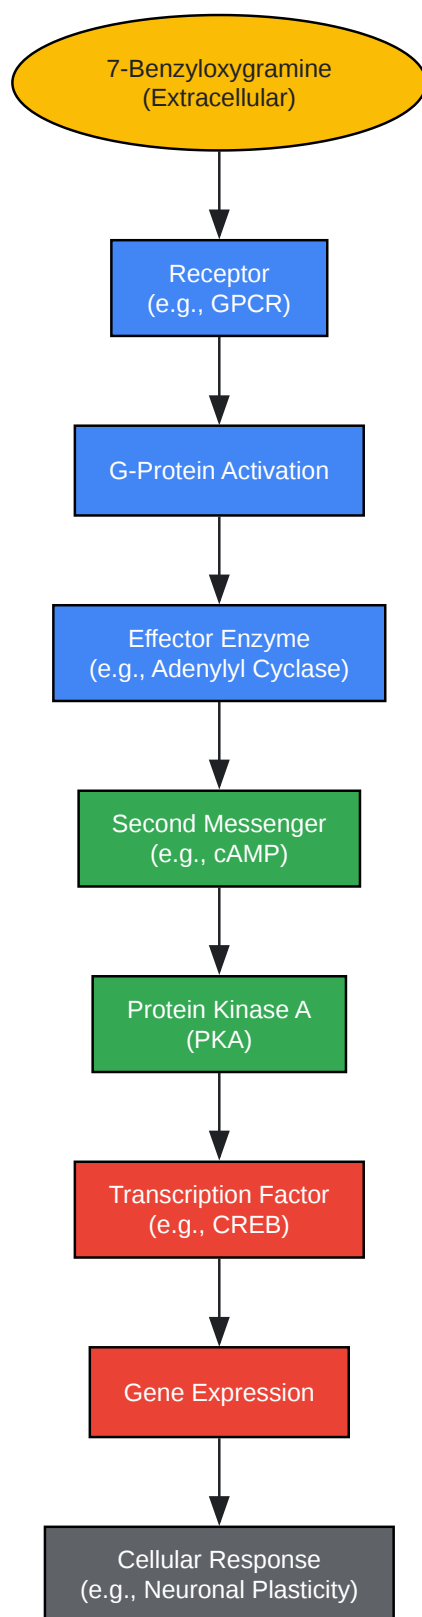 7-Benzyloxygramine
(Extracellular)
Receptor
(e.g., GPCR)
G-Protein Activation
Effector Enzyme
(e.g., Adenylyl Cyclase)
Second Messenger
(e.g., cAMP)
Protein Kinase A
(PKA)
Transcription Factor
(e.g., CREB)
Gene Expression
Cellular Response
(e.g., Neuronal Plasticity)